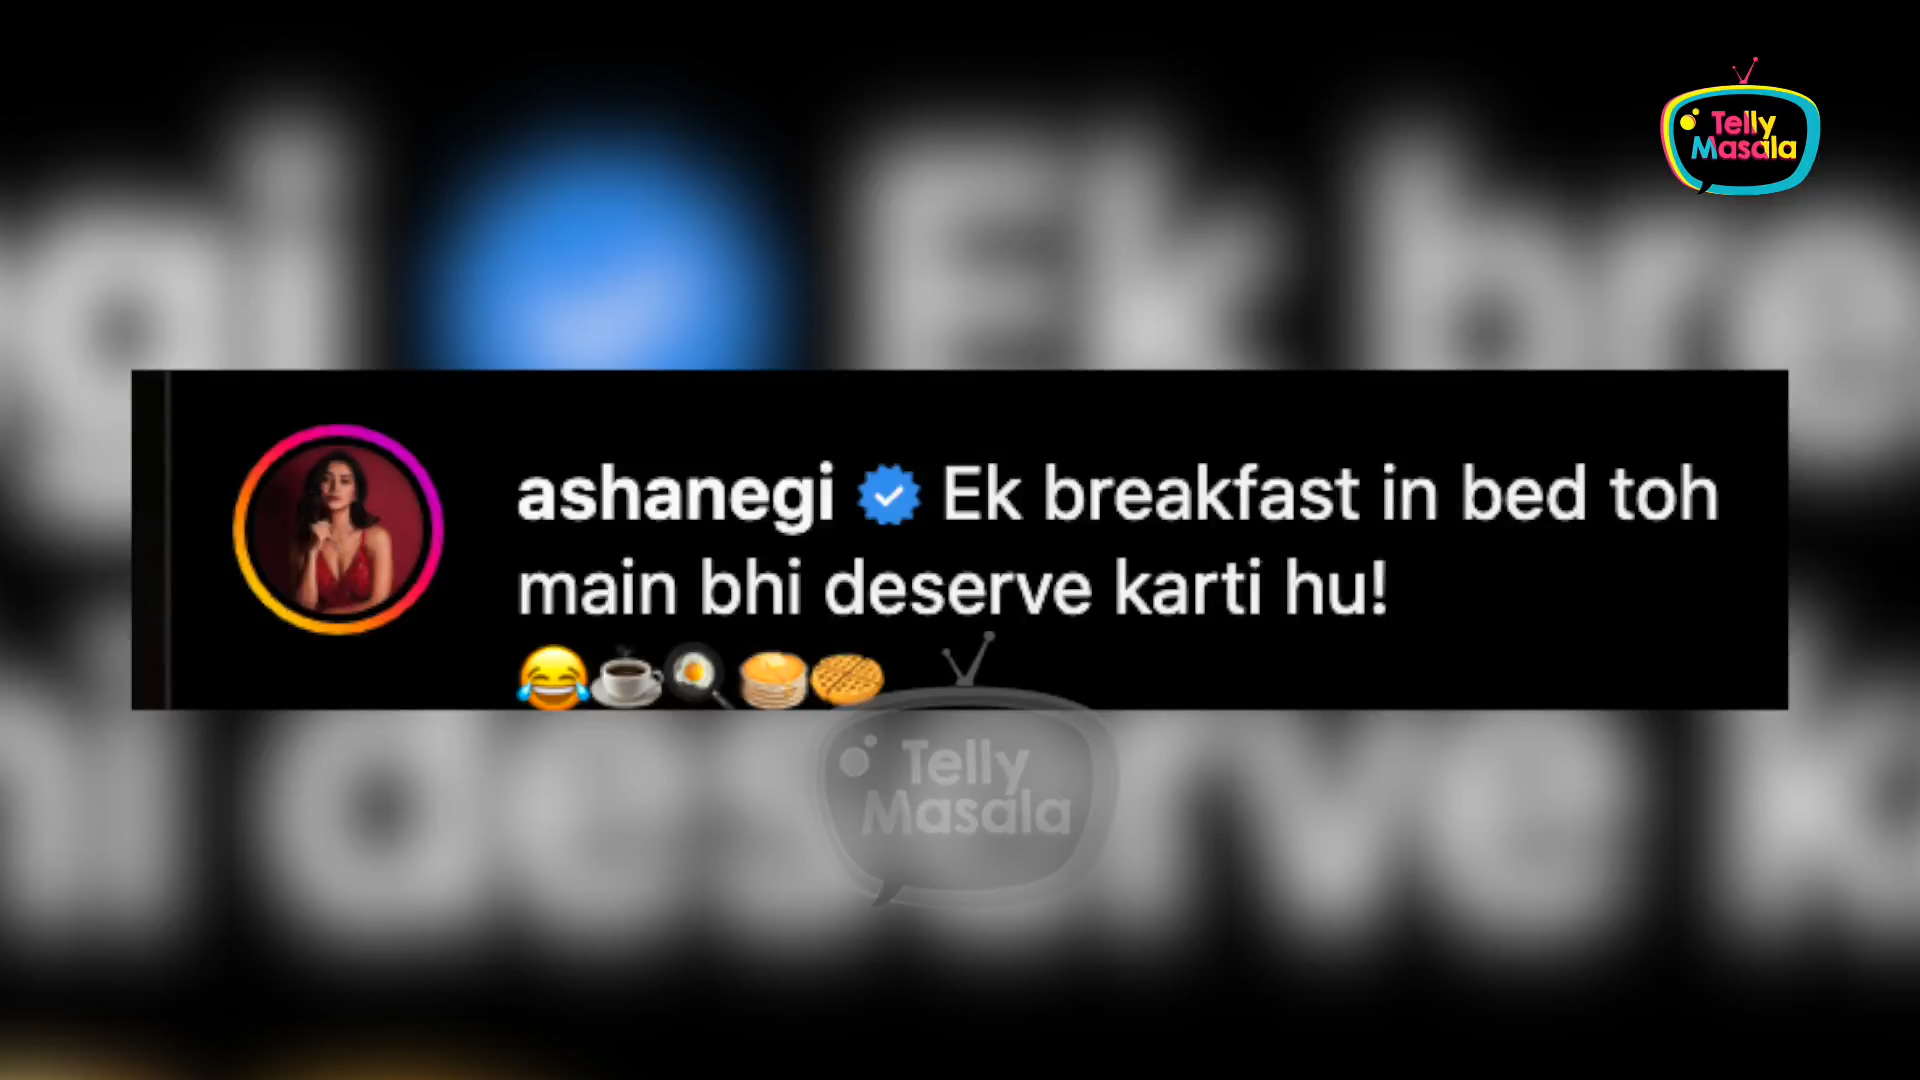 Telly
Masala
ashanegi Ek breakfast in bed toh
main bhi deserve karti hu!
😂☕🍳🥞🧇
Telly
Masala